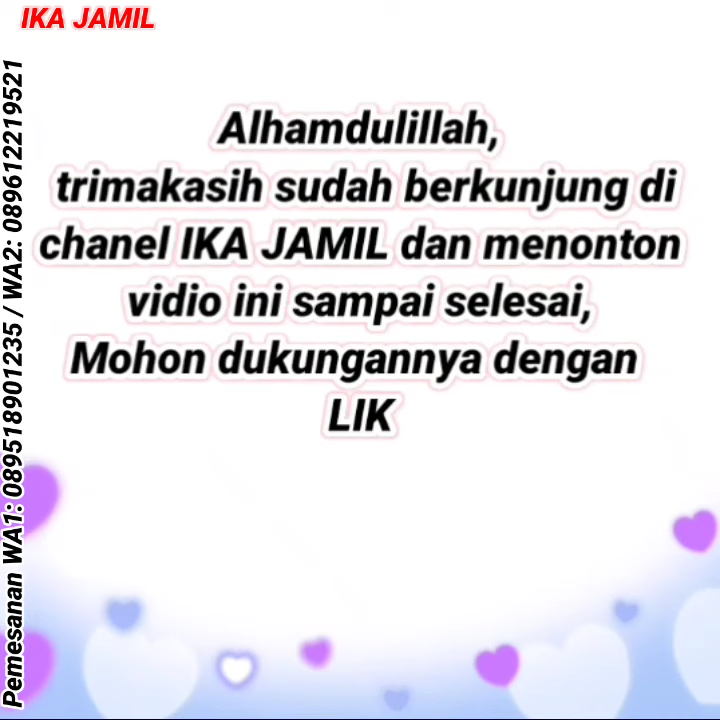 IKA JAMIL
Alhamdulillah,
trimakasih sudah berkunjung di
chanel IKA JAMIL dan menonton
vidio ini sampai selesai,
Mohon dukungannya dengan
LIK
Pemesanan WA1: 089518901235 / WA2: 089612219521